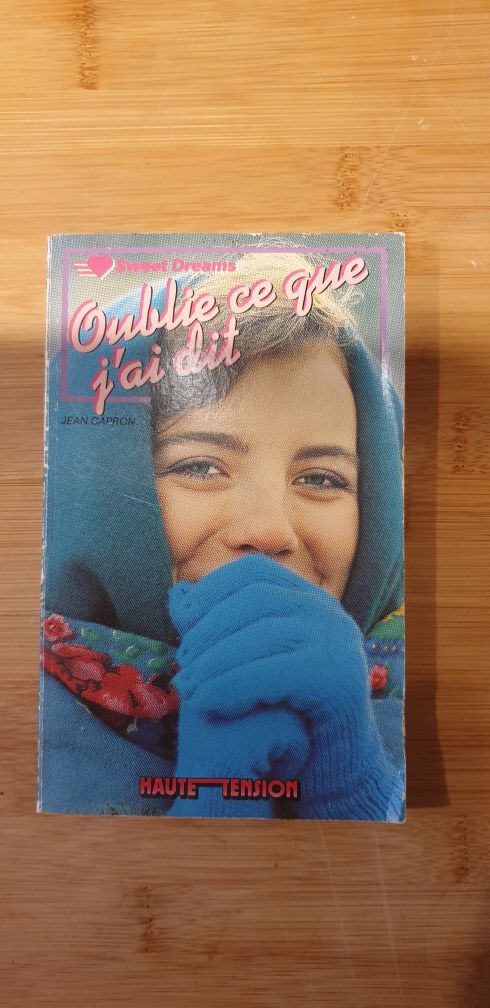 Sweet Dreams
Oublie ce que
j'ai dit
JEAN CAPRON
HAUTE TENSION